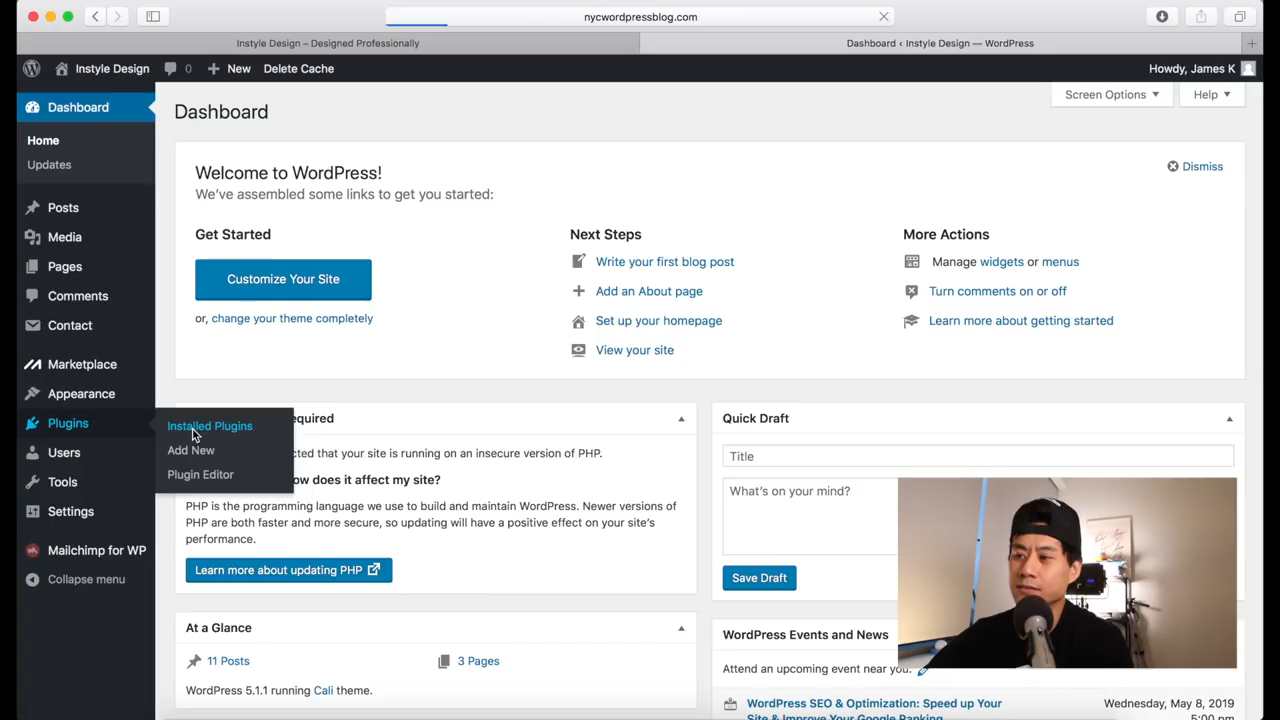 nycwordpressblog.com
Instyle Design – Designed Professionally
Dashboard ‹ Instyle Design — WordPress
Instyle Design 0 New Delete Cache
Howdy, James K
Dashboard
Home
Updates
Posts
Media
Pages
Comments
Contact
Marketplace
Appearance
Plugins
Users
Tools
Settings
Mailchimp for WP
Collapse menu
Installed Plugins
Add New
Plugin Editor
Dashboard
Screen Options
Help
Welcome to WordPress!
We've assembled some links to get you started:
Dismiss
Get Started
Customize Your Site
or, change your theme completely
Next Steps
Write your first blog post
Add an About page
Set up your homepage
View your site
More Actions
Manage widgets or menus
Turn comments on or off
Learn more about getting started
that your site is running on an insecure version of PHP.
does it affect my site?
PHP is the programming language we use to build and maintain WordPress. Newer versions of
PHP are both faster and more secure, so updating will have a positive effect on your site's
performance.
Learn more about updating PHP
At a Glance
11 Posts
3 Pages
WordPress 5.1.1 running Cali theme.
Quick Draft
Title
What's on your mind?
Save Draft
WordPress Events and News
Attend an upcoming event near you.
WordPress SEO & Optimization: Speed up Your
Site & Improve Your Google Ranking
Wednesday, May 8, 2019
5:00 pm